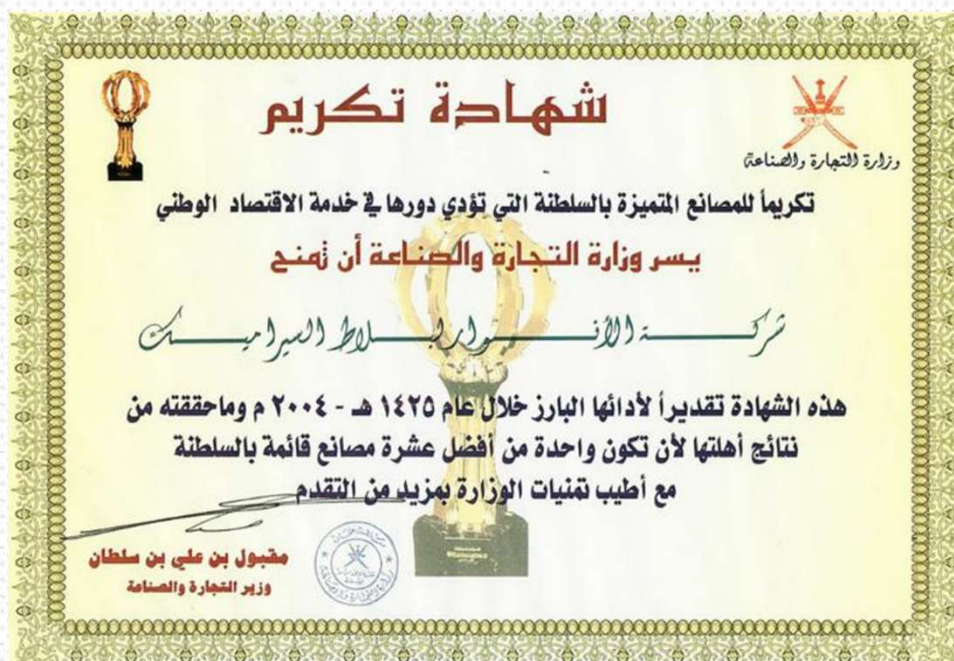 شهادة تكريم
وزارة التجارة والصناعة
تكريماً للمصانع المتميزة بالسلطنة التي تؤدي دورها في خدمة الاقتصاد الوطني
يسر وزارة التجارة والصناعة أن تمنح
شركة الأنوار لبلاط السيراميك
هذه الشهادة تقديراً لأدائها البارز خلال عام ١٤٢٥ هـ - ٢٠٠٤ م وماحققته من
نتائج أهلتها لأن تكون واحدة من أفضل عشرة مصانع قائمة بالسلطنة
مع أطيب تمنيات الوزارة بمزيد من التقدم
مقبول بن علي بن سلطان
وزير التجارة والصناعة